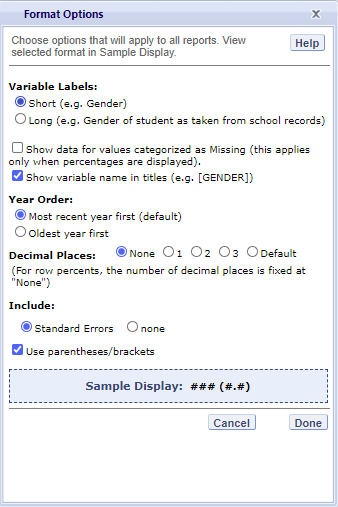 Format Options
X
Choose options that will apply to all reports. View
selected format in Sample Display.
Help
Variable Labels:
Short (e.g. Gender)
Long (e.g. Gender of student as taken from school records)
Show data for values categorized as Missing (this applies
only when percentages are displayed).
Show variable name in titles (e.g. [GENDER])
Year Order:
Most recent year first (default)
Oldest year first
Decimal Places: None 1 2 3 Default
(For row percents, the number of decimal places is fixed at
"None")
Include:
Standard Errors none
Use parentheses/brackets
Sample Display: ### (#.#)
Cancel Done